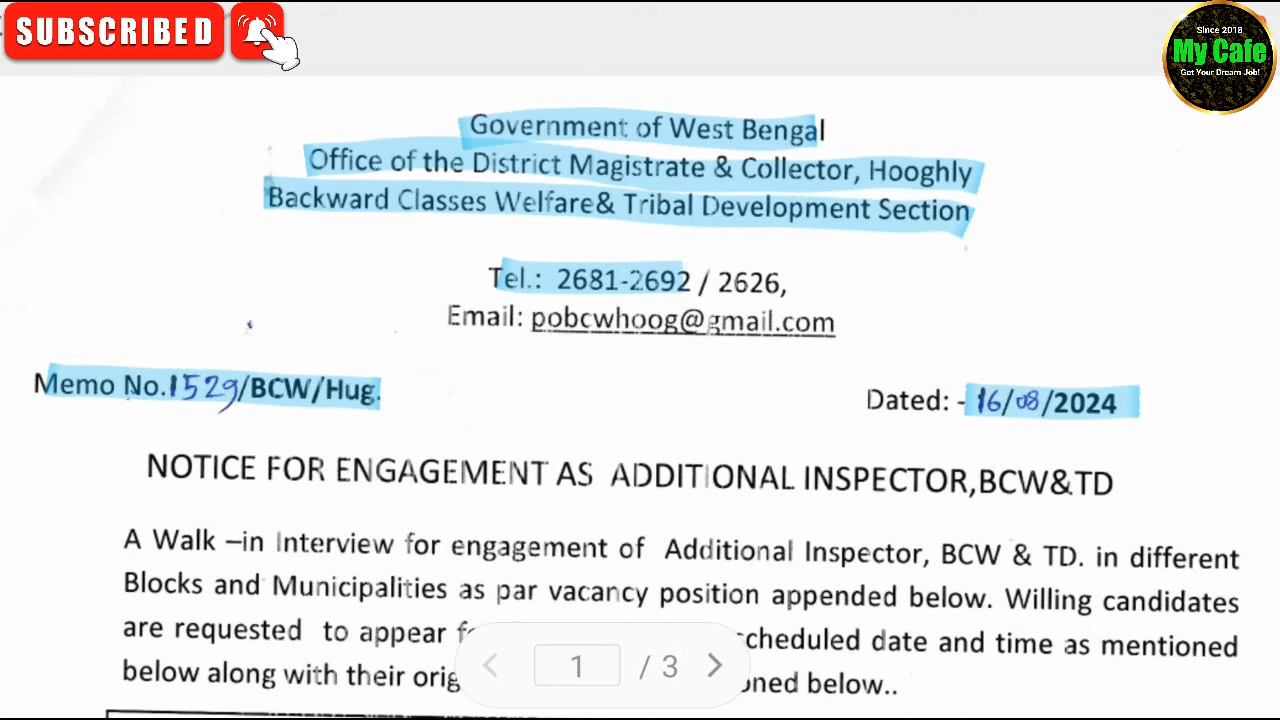 SUBSCRIBED
Since 2018
My Cafe
Get Your Dream Job!
Government of West Bengal
Office of the District Magistrate & Collector, Hooghly
Backward Classes Welfare& Tribal Development Section
Tel.: 2681-2692 / 2626,
Email: pobcwhoog@gmail.com
Memo No.1529/BCW/Hug. Dated: - 16/08/2024
NOTICE FOR ENGAGEMENT AS ADDITIONAL INSPECTOR,BCW&TD
A Walk –in Interview for engagement of Additional Inspector, BCW & TD. in different
Blocks and Municipalities as par vacancy position appended below. Willing candidates
are requested to appear scheduled date and time as mentioned
below along with their below..
1 / 3